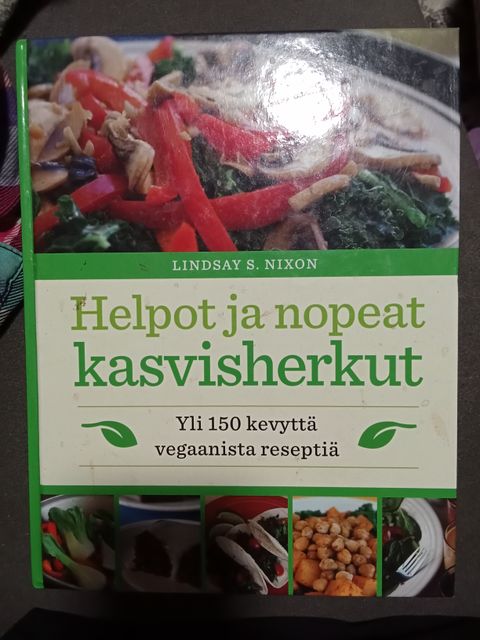 LINDSAY S. NIXON
Helpot ja nopeat
kasvisherkut
Yli 150 kevyttä
vegaanista reseptiä